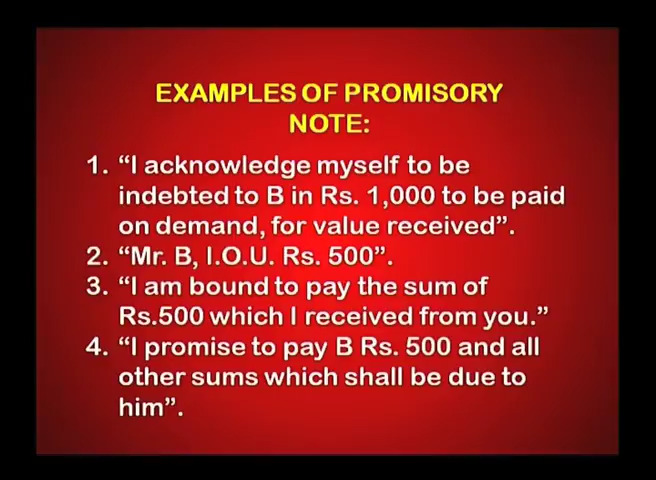 EXAMPLES OF PROMISORY
NOTE:
1. “I acknowledge myself to be
indebted to B in Rs. 1,000 to be paid
on demand, for value received”.
2. “Mr. B, I.O.U. Rs. 500”.
3. “I am bound to pay the sum of
Rs.500 which I received from you.”
4. “I promise to pay B Rs. 500 and all
other sums which shall be due to
him”.